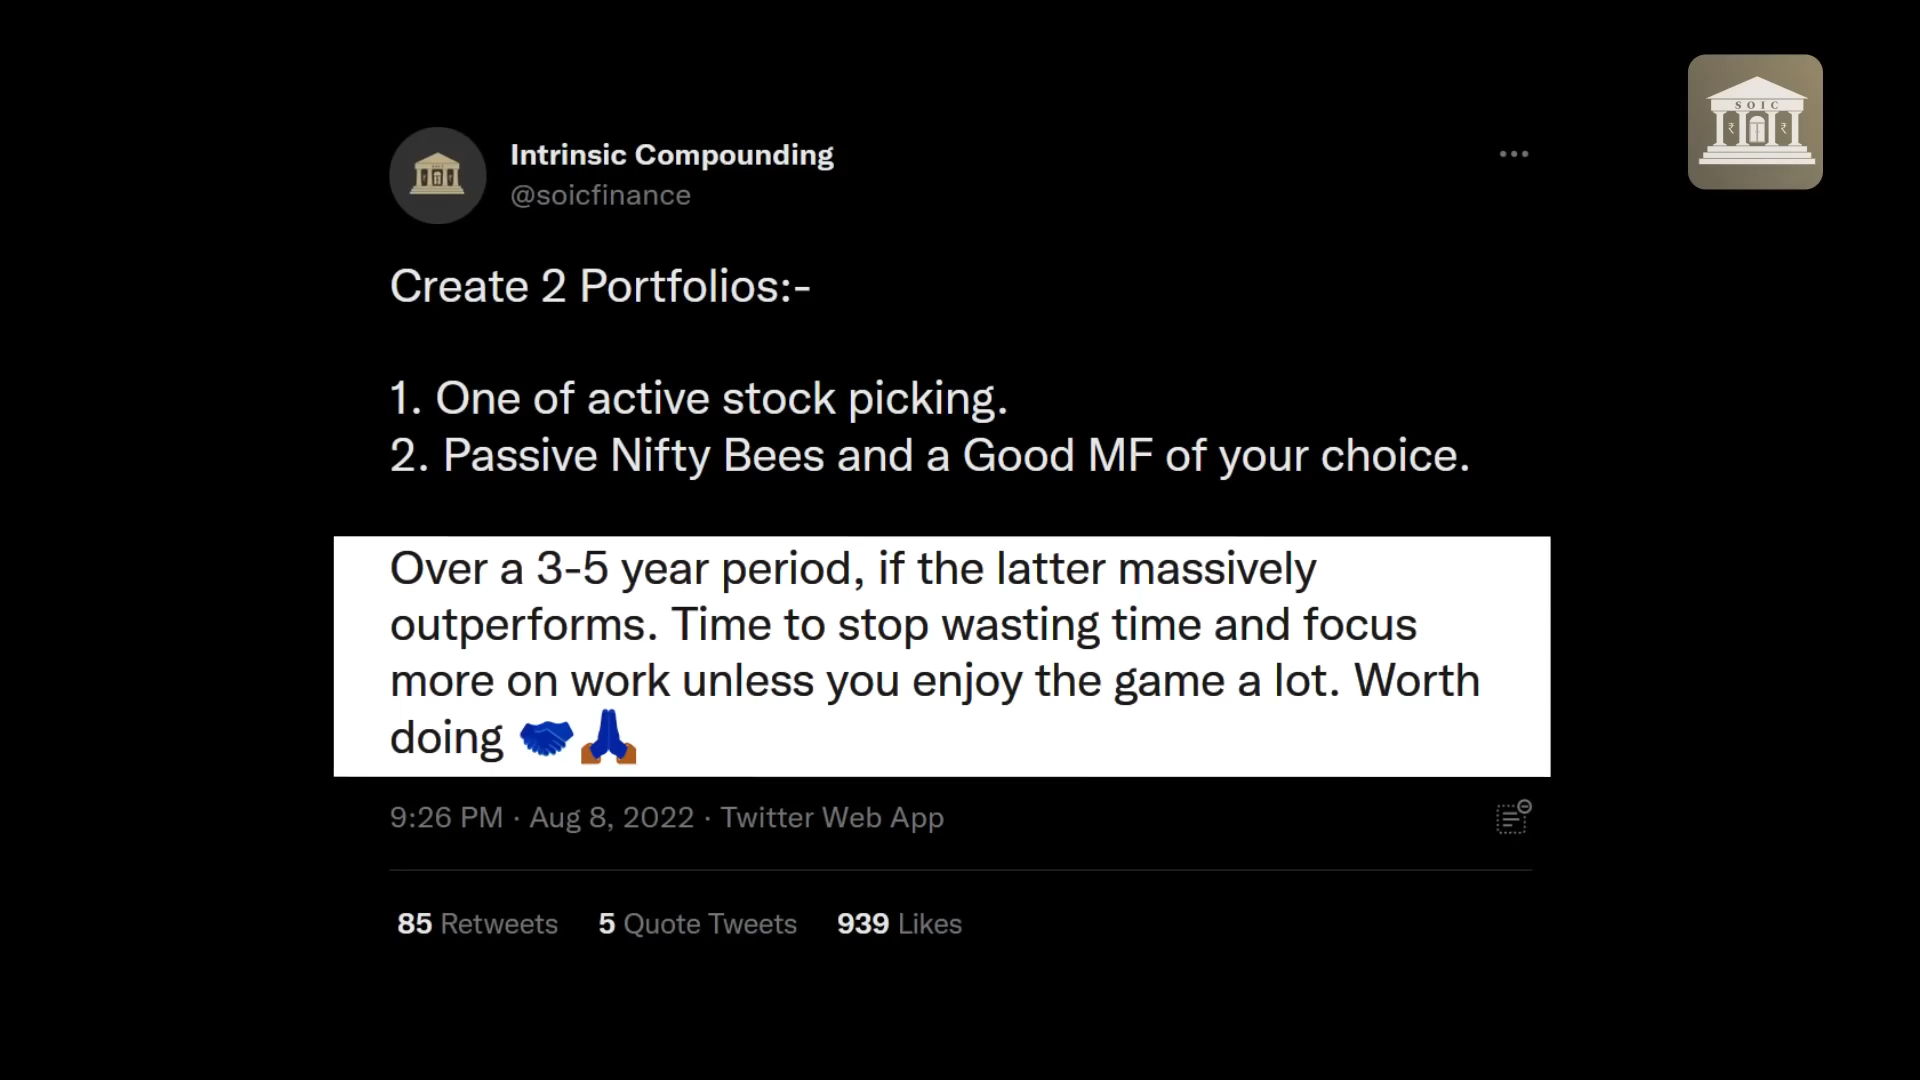 SOIC
Intrinsic Compounding
@soicfinance
Create 2 Portfolios:-
1. One of active stock picking.
2. Passive Nifty Bees and a Good MF of your choice.
Over a 3-5 year period, if the latter massively
outperforms. Time to stop wasting time and focus
more on work unless you enjoy the game a lot. Worth
doing 🤝🙏
9:26 PM · Aug 8, 2022 · Twitter Web App
85 Retweets 5 Quote Tweets 939 Likes